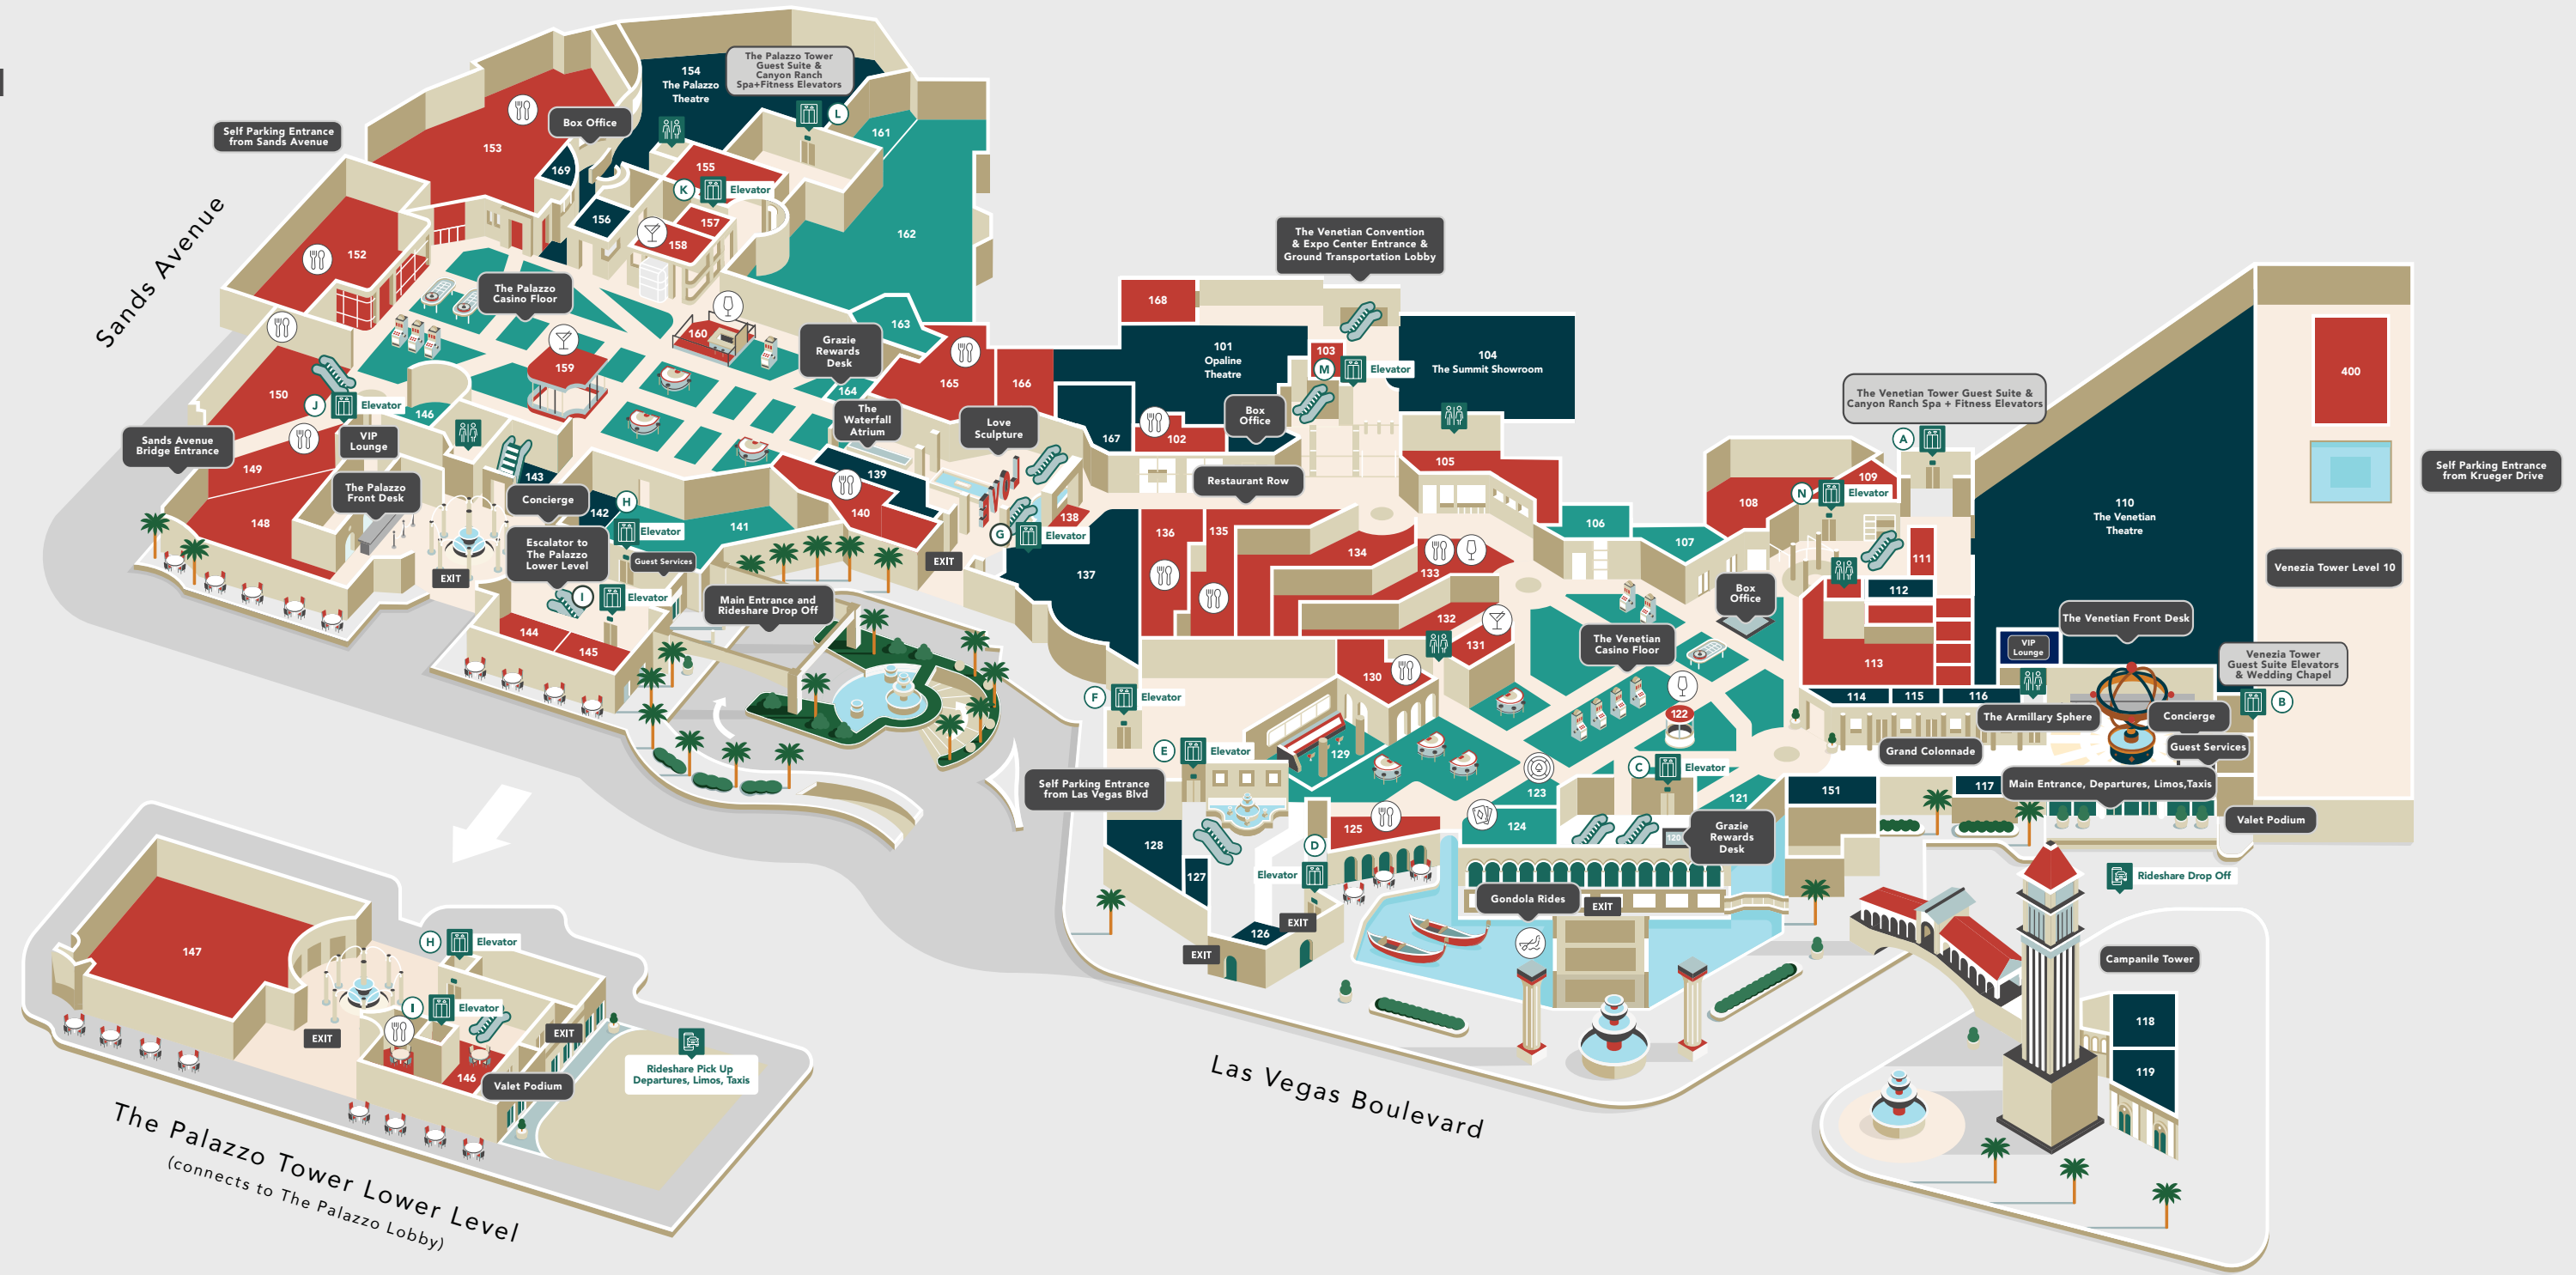 The Palazzo Tower
Guest Suite &
Canyon Ranch
Spa+Fitness Elevators
154
The Palazzo
Theatre
L
Self Parking Entrance
from Sands Avenue
Box Office
153
169
161
155
K
Elevator
156
157
158
162
152
Sands Avenue
The Palazzo
Casino Floor
160
163
Grazie
Rewards
Desk
159
164
165
166
150
J
Elevator
146
The
Waterfall
Atrium
Love
Sculpture
Sands Avenue
Bridge Entrance
VIP
Lounge
149
143
139
The Palazzo
Front Desk
Concierge
H
142
140
148
141
Elevator
138
G
Elevator
Escalator to
The Palazzo
Lower Level
Guest Services
EXIT
EXIT
I
Elevator
Main Entrance and
Rideshare Drop Off
144
145
137
The Venetian Convention
& Expo Center Entrance &
Ground Transportation Lobby
168
101
Opaline
Theatre
103
M
Elevator
104
The Summit Showroom
Box
Office
167
102
Restaurant Row
105
136
135
134
133
132
131
106
107
108
109
N
Elevator
The Venetian Tower Guest Suite &
Canyon Ranch Spa + Fitness Elevators
A
111
112
113
Box
Office
110
The Venetian
Theatre
400
Self Parking Entrance
from Krueger Drive
Venezia Tower Level 10
The Venetian Front Desk
VIP
Lounge
Venezia Tower
Guest Suite Elevators
& Wedding Chapel
B
114
115
116
The Armillary Sphere
Concierge
Guest Services
Grand Colonnade
Main Entrance, Departures, Limos,Taxis
117
151
Valet Podium
The Venetian
Casino Floor
130
122
129
F
Elevator
E
Elevator
Self Parking Entrance
from Las Vegas Blvd
C
Elevator
123
121
124
125
120
Grazie
Rewards
Desk
D
Elevator
128
127
126
EXIT
EXIT
Gondola Rides
EXIT
Rideshare Drop Off
Campanile Tower
118
119
Las Vegas Boulevard
147
H
Elevator
I
Elevator
EXIT
EXIT
146
Valet Podium
Rideshare Pick Up
Departures, Limos, Taxis
The Palazzo Tower Lower Level
(connects to The Palazzo Lobby)